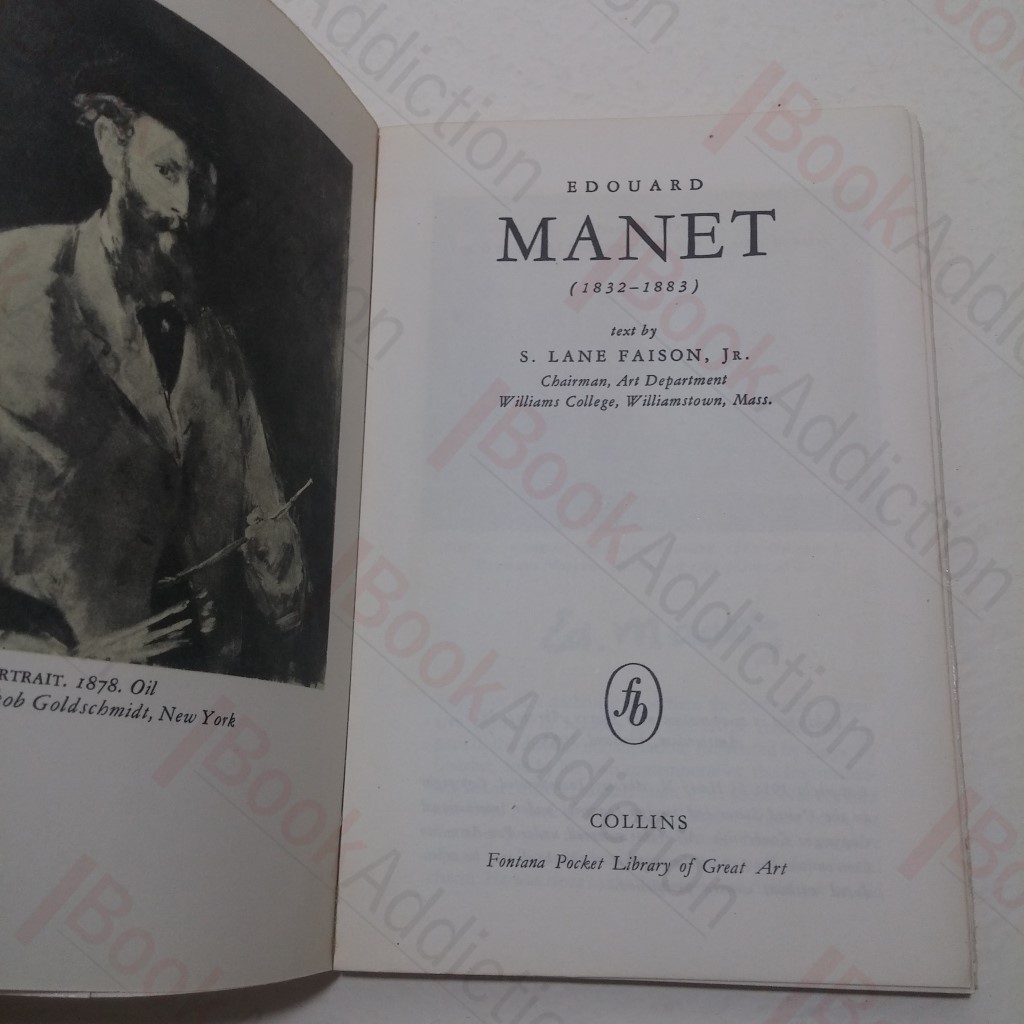 RTRAIT. 1878. Oil
ob Goldschmidt, New York
EDOUARD
MANET
(1832–1883)
text by
S. LANE FAISON, JR.
Chairman, Art Department
Williams College, Williamstown, Mass.
fb
COLLINS
Fontana Pocket Library of Great Art
BookAddiction